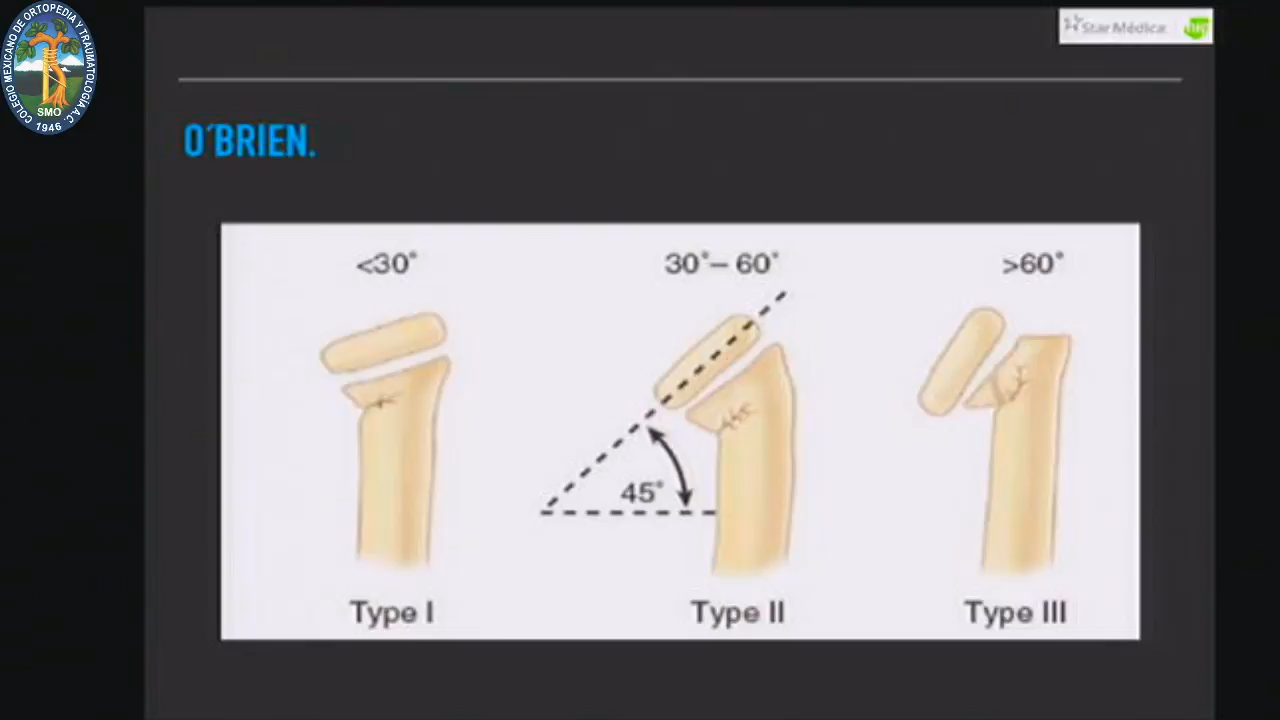 COLEGIO MEXICANO DE ORTOPEDIA Y TRAUMATOLOGÍA A.C.
SMO
1946
Star Médica
O´BRIEN.
<30°
30°– 60°
>60°
45°
Type I
Type II
Type III